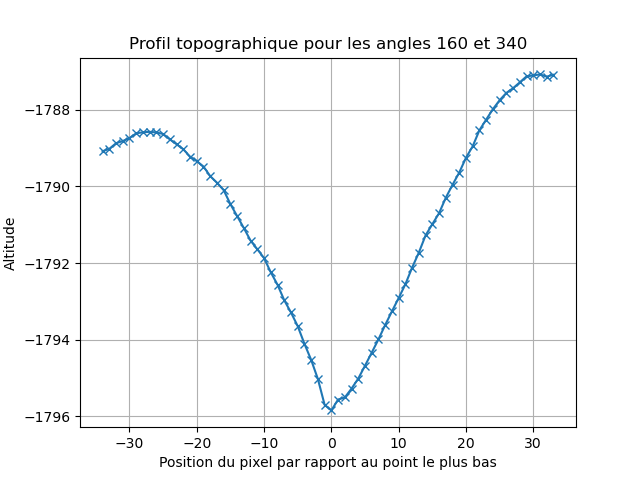 Profil topographique pour les angles 160 et 340
Altitude
−1788
−1790
−1792
−1794
−1796
−30 −20 −10 0 10 20 30
Position du pixel par rapport au point le plus bas